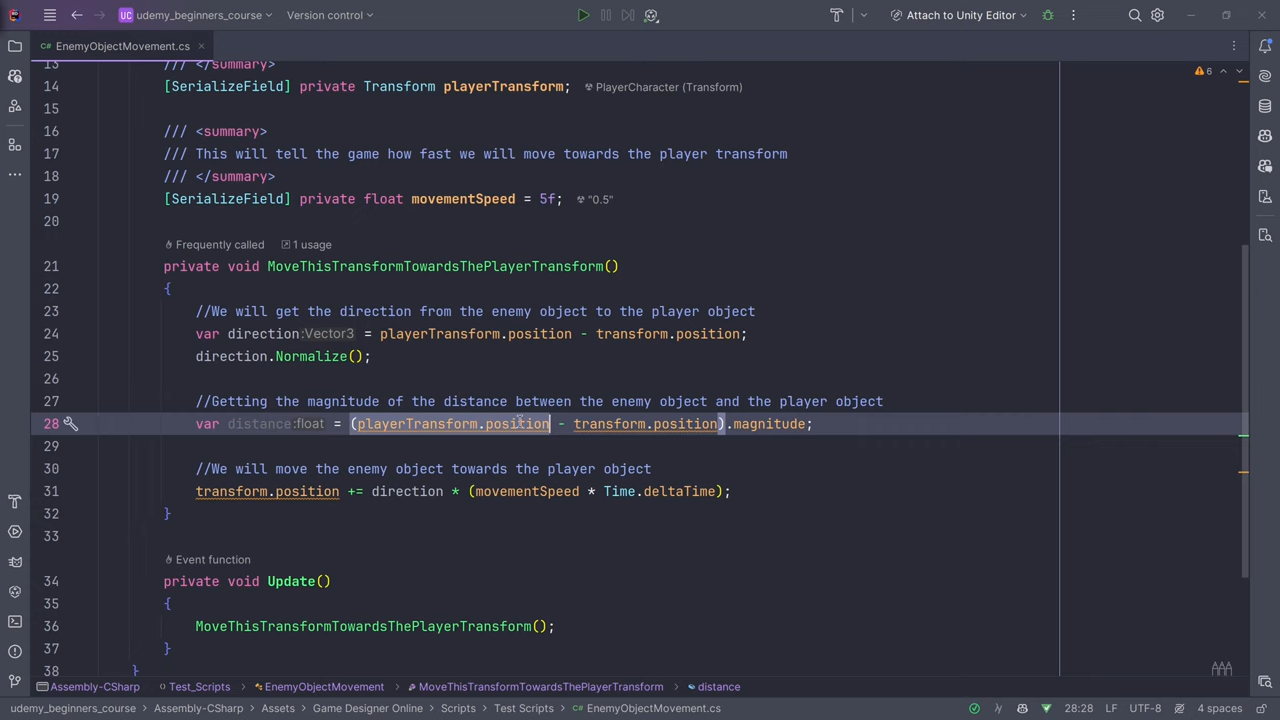 UC udemy_beginners_course Version control Attach to Unity Editor
C# EnemyObjectMovement.cs
6
13 /// </summary>
14 [SerializeField] private Transform playerTransform; PlayerCharacter (Transform)
15
16 /// <summary>
17 /// This will tell the game how fast we will move towards the player transform
18 /// </summary>
19 [SerializeField] private float movementSpeed = 5f; "0.5"
20
Frequently called 1 usage
21 private void MoveThisTransformTowardsThePlayerTransform()
22 {
23 //We will get the direction from the enemy object to the player object
24 var direction:Vector3 = playerTransform.position - transform.position;
25 direction.Normalize();
26
27 //Getting the magnitude of the distance between the enemy object and the player object
28 var distance:float = (playerTransform.position - transform.position).magnitude;
29
30 //We will move the enemy object towards the player object
31 transform.position += direction * (movementSpeed * Time.deltaTime);
32 }
33
Event function
34 private void Update()
35 {
36 MoveThisTransformTowardsThePlayerTransform();
37 }
38 }
Assembly-CSharp Test_Scripts EnemyObjectMovement MoveThisTransformTowardsThePlayerTransform distance
udemy_beginners_course Assembly-CSharp Assets Game Designer Online Scripts Test Scripts C# EnemyObjectMovement.cs 28:28 LF UTF-8 4 spaces